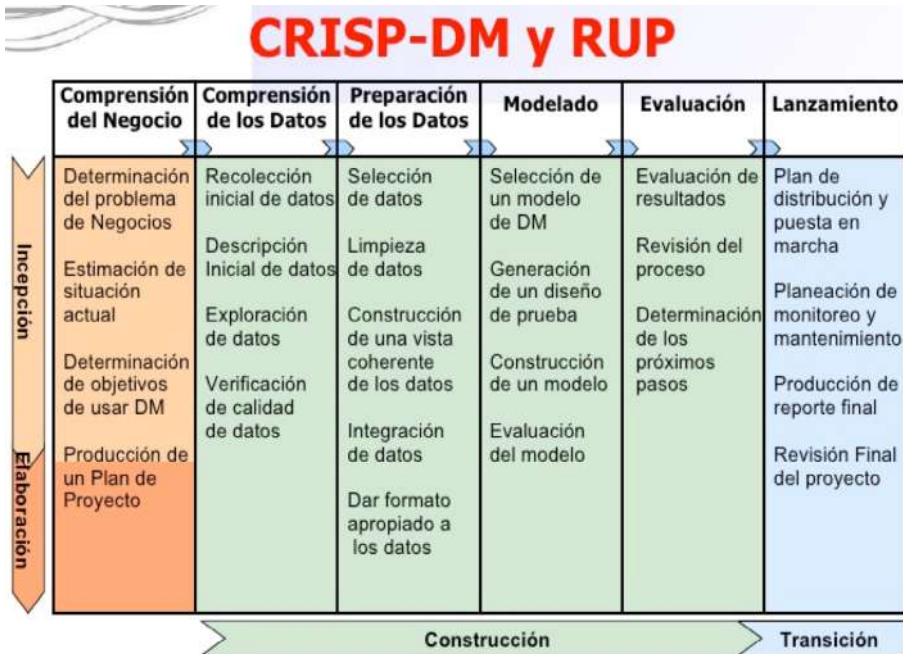 CRISP-DM y RUP
Comprensión
del Negocio
Comprensión
de los Datos
Preparación
de los Datos
Modelado
Evaluación
Lanzamiento
Incepción
Elaboración
Determinación
del problema
de Negocios
Estimación de
situación
actual
Determinación
de objetivos
de usar DM
Producción de
un Plan de
Proyecto
Recolección
inicial de datos
Descripción
Inicial de datos
Exploración
de datos
Verificación
de calidad
de datos
Selección
de datos
Limpieza
de datos
Construcción
de una vista
coherente
de los datos
Integración
de datos
Dar formato
apropiado a
los datos
Selección de
un modelo
de DM
Generación
de un diseño
de prueba
Construcción
de un modelo
Evaluación
del modelo
Evaluación de
resultados
Revisión del
proceso
Determinación
de los
próximos
pasos
Plan de
distribución y
puesta en
marcha
Planeación de
monitoreo y
mantenimiento
Producción de
reporte final
Revisión Final
del proyecto
Construcción
Transición